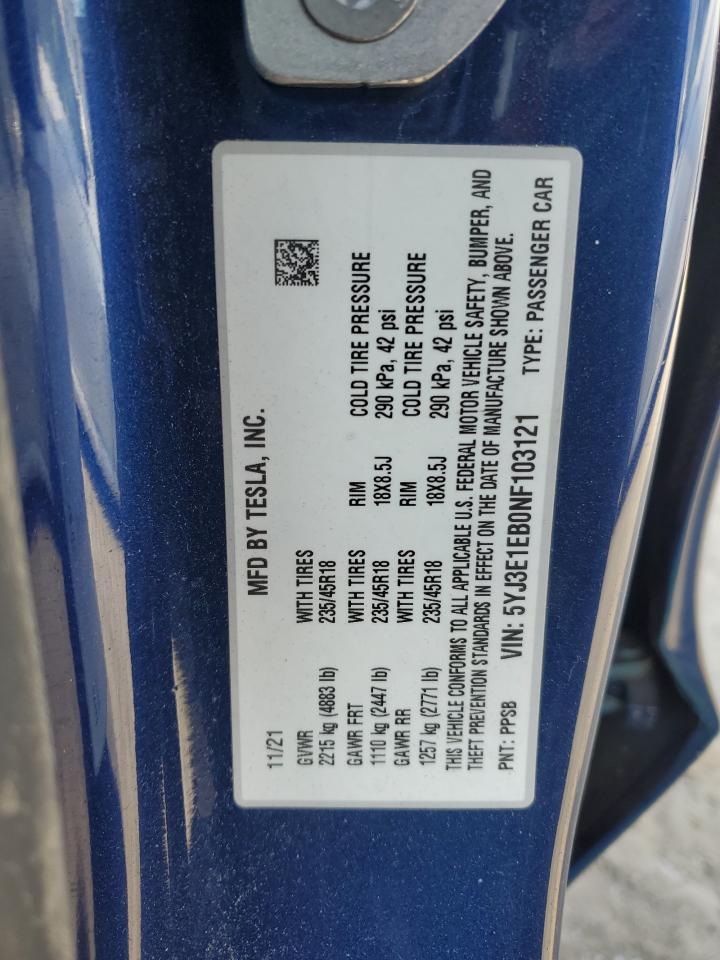 MFD BY TESLA, INC.
11/21
GVWR WITH TIRES
2215 kg (4883 lb) 235/45R18
GAWR FRT WITH TIRES RIM COLD TIRE PRESSURE
1110 kg (2447 lb) 235/45R18 18X8.5J 290 kPa, 42 psi
GAWR RR WITH TIRES RIM COLD TIRE PRESSURE
1257 kg (2771 lb) 235/45R18 18X8.5J 290 kPa, 42 psi
THIS VEHICLE CONFORMS TO ALL APPLICABLE U.S. FEDERAL MOTOR VEHICLE SAFETY, BUMPER, AND
THEFT PREVENTION STANDARDS IN EFFECT ON THE DATE OF MANUFACTURE SHOWN ABOVE.
PNT: PPSB VIN: 5YJ3E1EB0NF103121 TYPE: PASSENGER CAR